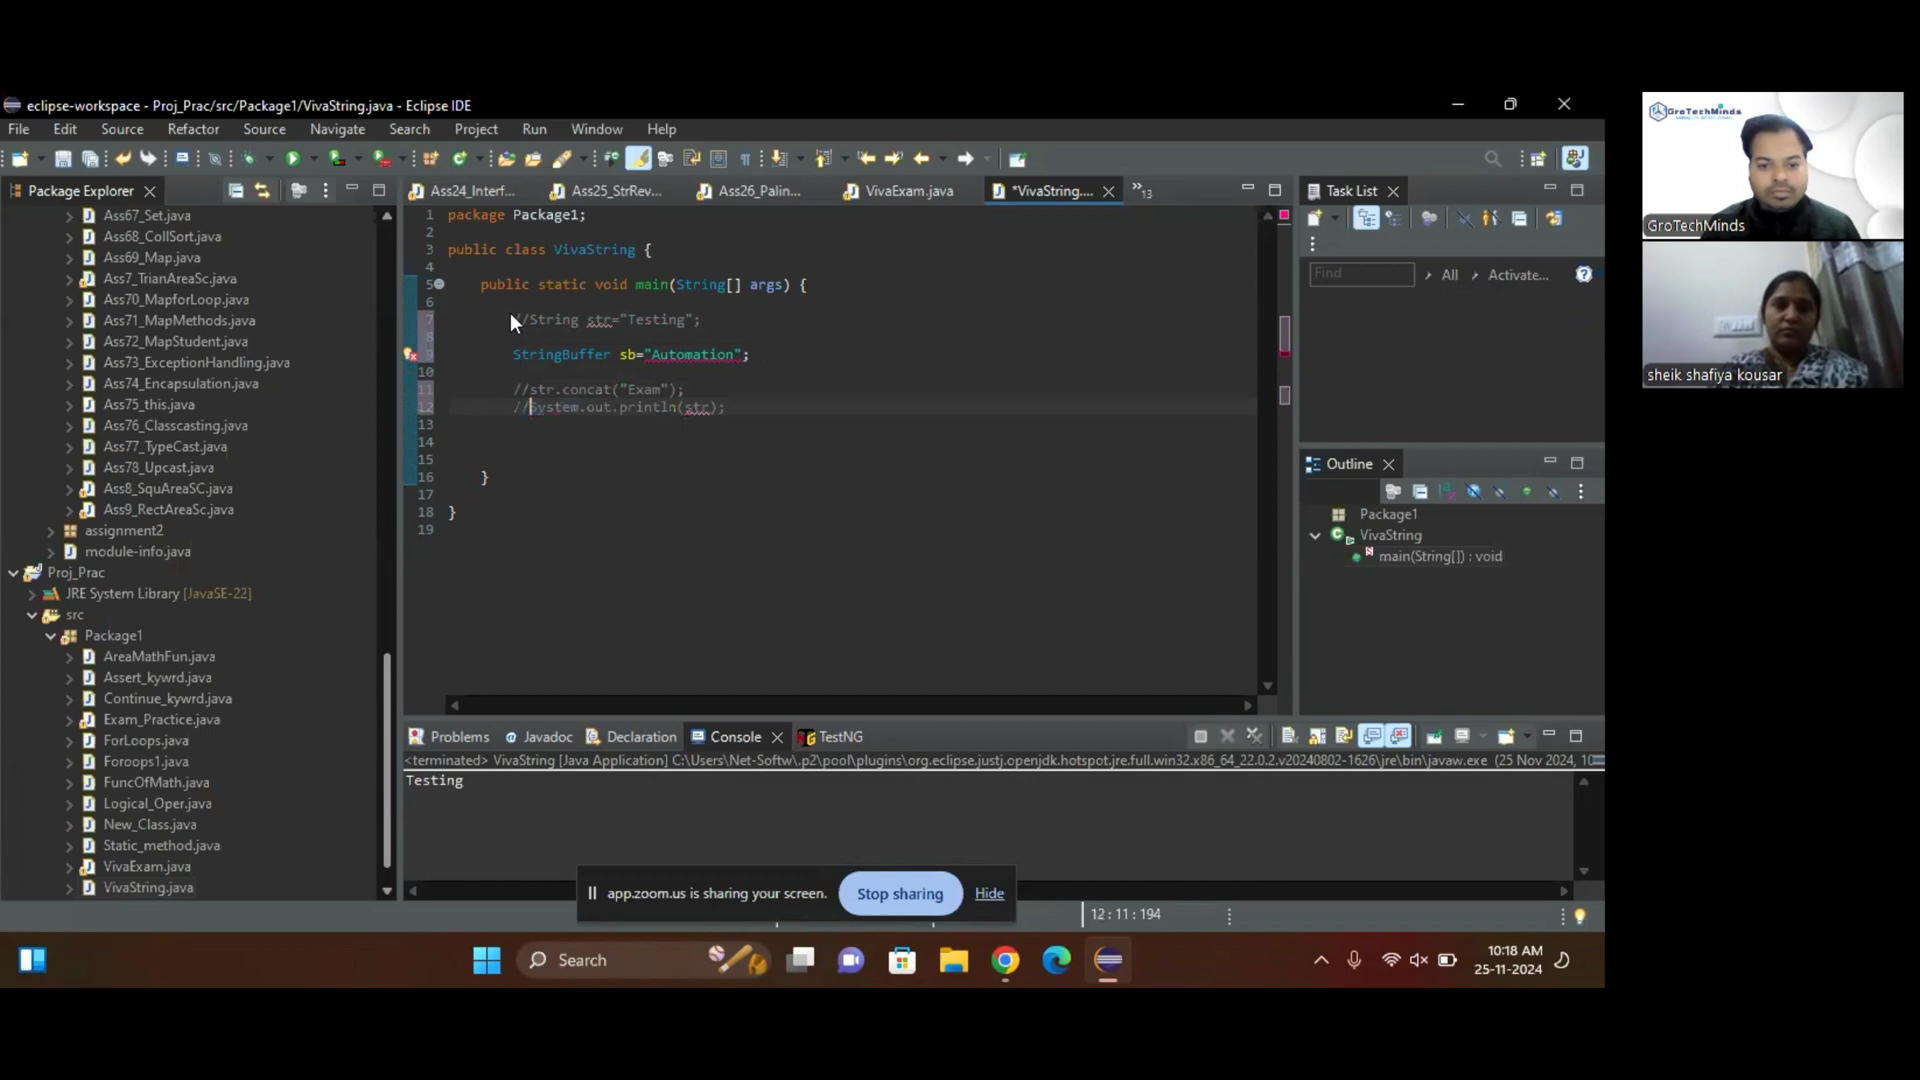 eclipse-workspace - Proj_Prac/src/Package1/VivaString.java - Eclipse IDE
File Edit Source Refactor Source Navigate Search Project Run Window Help
Package Explorer
Ass67_Set.java
Ass68_CollSort.java
Ass69_Map.java
Ass7_TrianAreaSc.java
Ass70_MapforLoop.java
Ass71_MapMethods.java
Ass72_MapStudent.java
Ass73_ExceptionHandling.java
Ass74_Encapsulation.java
Ass75_this.java
Ass76_Classcasting.java
Ass77_TypeCast.java
Ass78_Upcast.java
Ass8_SquAreaSC.java
Ass9_RectAreaSc.java
assignment2
module-info.java
Proj_Prac
JRE System Library [JavaSE-22]
src
Package1
AreaMathFun.java
Assert_kywrd.java
Continue_kywrd.java
Exam_Practice.java
ForLoops.java
Foroops1.java
FuncOfMath.java
Logical_Oper.java
New_Class.java
Static_method.java
VivaExam.java
VivaString.java
Ass24_Interf... Ass25_StrRev... Ass26_Palin... VivaExam.java *VivaString.... »13
1 package Package1;
2
3 public class VivaString {
4
5 public static void main(String[] args) {
6
7 //String str="Testing";
8
9 StringBuffer sb="Automation";
10
11 //str.concat("Exam");
12 //System.out.println(str);
13
14
15
16 }
17
18 }
19
Task List
Find All Activate...
Outline
Package1
VivaString
main(String[]) : void
Problems Javadoc Declaration Console TestNG
<terminated> VivaString [Java Application] C:\Users\Net-Softw\.p2\pool\plugins\org.eclipse.justj.openjdk.hotspot.jre.full.win32.x86_64_22.0.2.v20240802-1626\jre\bin\javaw.exe (25 Nov 2024, 10
Testing
app.zoom.us is sharing your screen. Stop sharing Hide
12 : 11 : 194
Search
10:18 AM
25-11-2024
GroTechMinds
GroTechMinds
sheik shafiya kousar